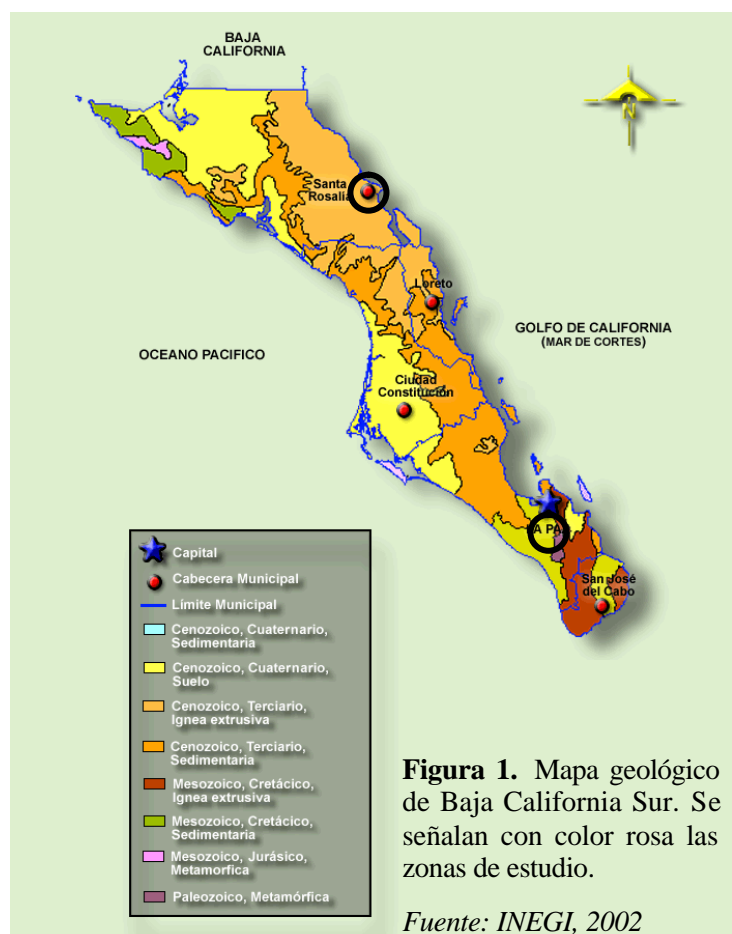 BAJA
CALIFORNIA
N
Santa
Rosalía
Loreto
GOLFO DE CALIFORNIA
(MAR DE CORTES)
OCEANO PACIFICO
Ciudad
Constitución
A PA
San José
del Cabo
Capital
Cabecera Municipal
Límite Municipal
Cenozoico, Cuaternario,
Sedimentaria
Cenozoico, Cuaternario,
Suelo
Cenozoico, Terciario,
Ignea extrusiva
Cenozoico, Terciario,
Sedimentaria
Mesozoico, Cretácico,
Ignea extrusiva
Mesozoico, Cretácico,
Sedimentaria
Mesozoico, Jurásico,
Metamorfica
Paleozoico, Metamórfica
Figura 1. Mapa geológico
de Baja California Sur. Se
señalan con color rosa las
zonas de estudio.
Fuente: INEGI, 2002